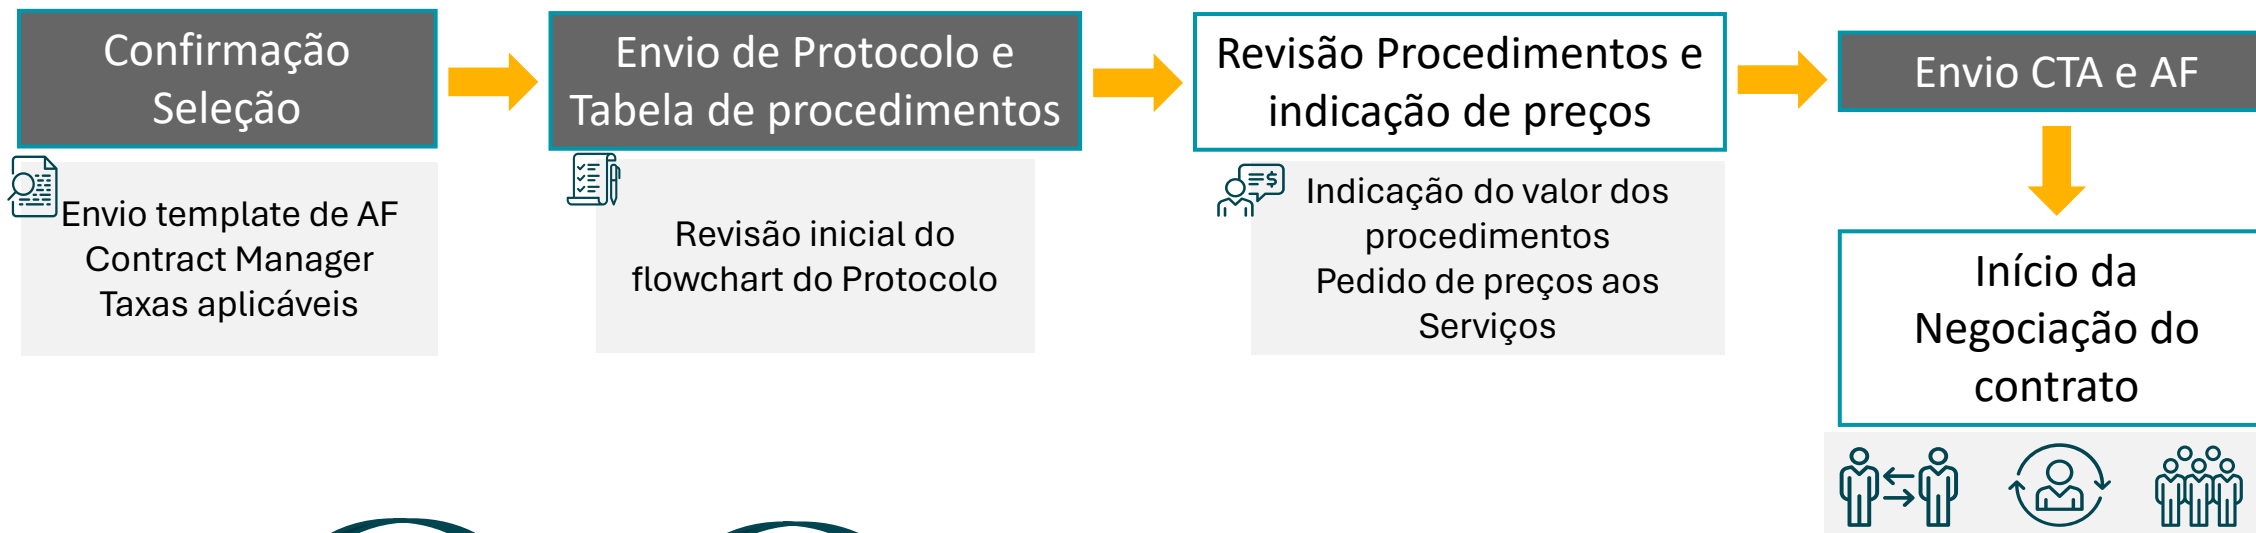 Confirmação
Seleção
Envio template de AF
Contract Manager
Taxas aplicáveis
Envio de Protocolo e
Tabela de procedimentos
Revisão inicial do
flowchart do Protocolo
Revisão Procedimentos e
indicação de preços
Indicação do valor dos
procedimentos
Pedido de preços aos
Serviços
Envio CTA e AF
Início da
Negociação do
contrato